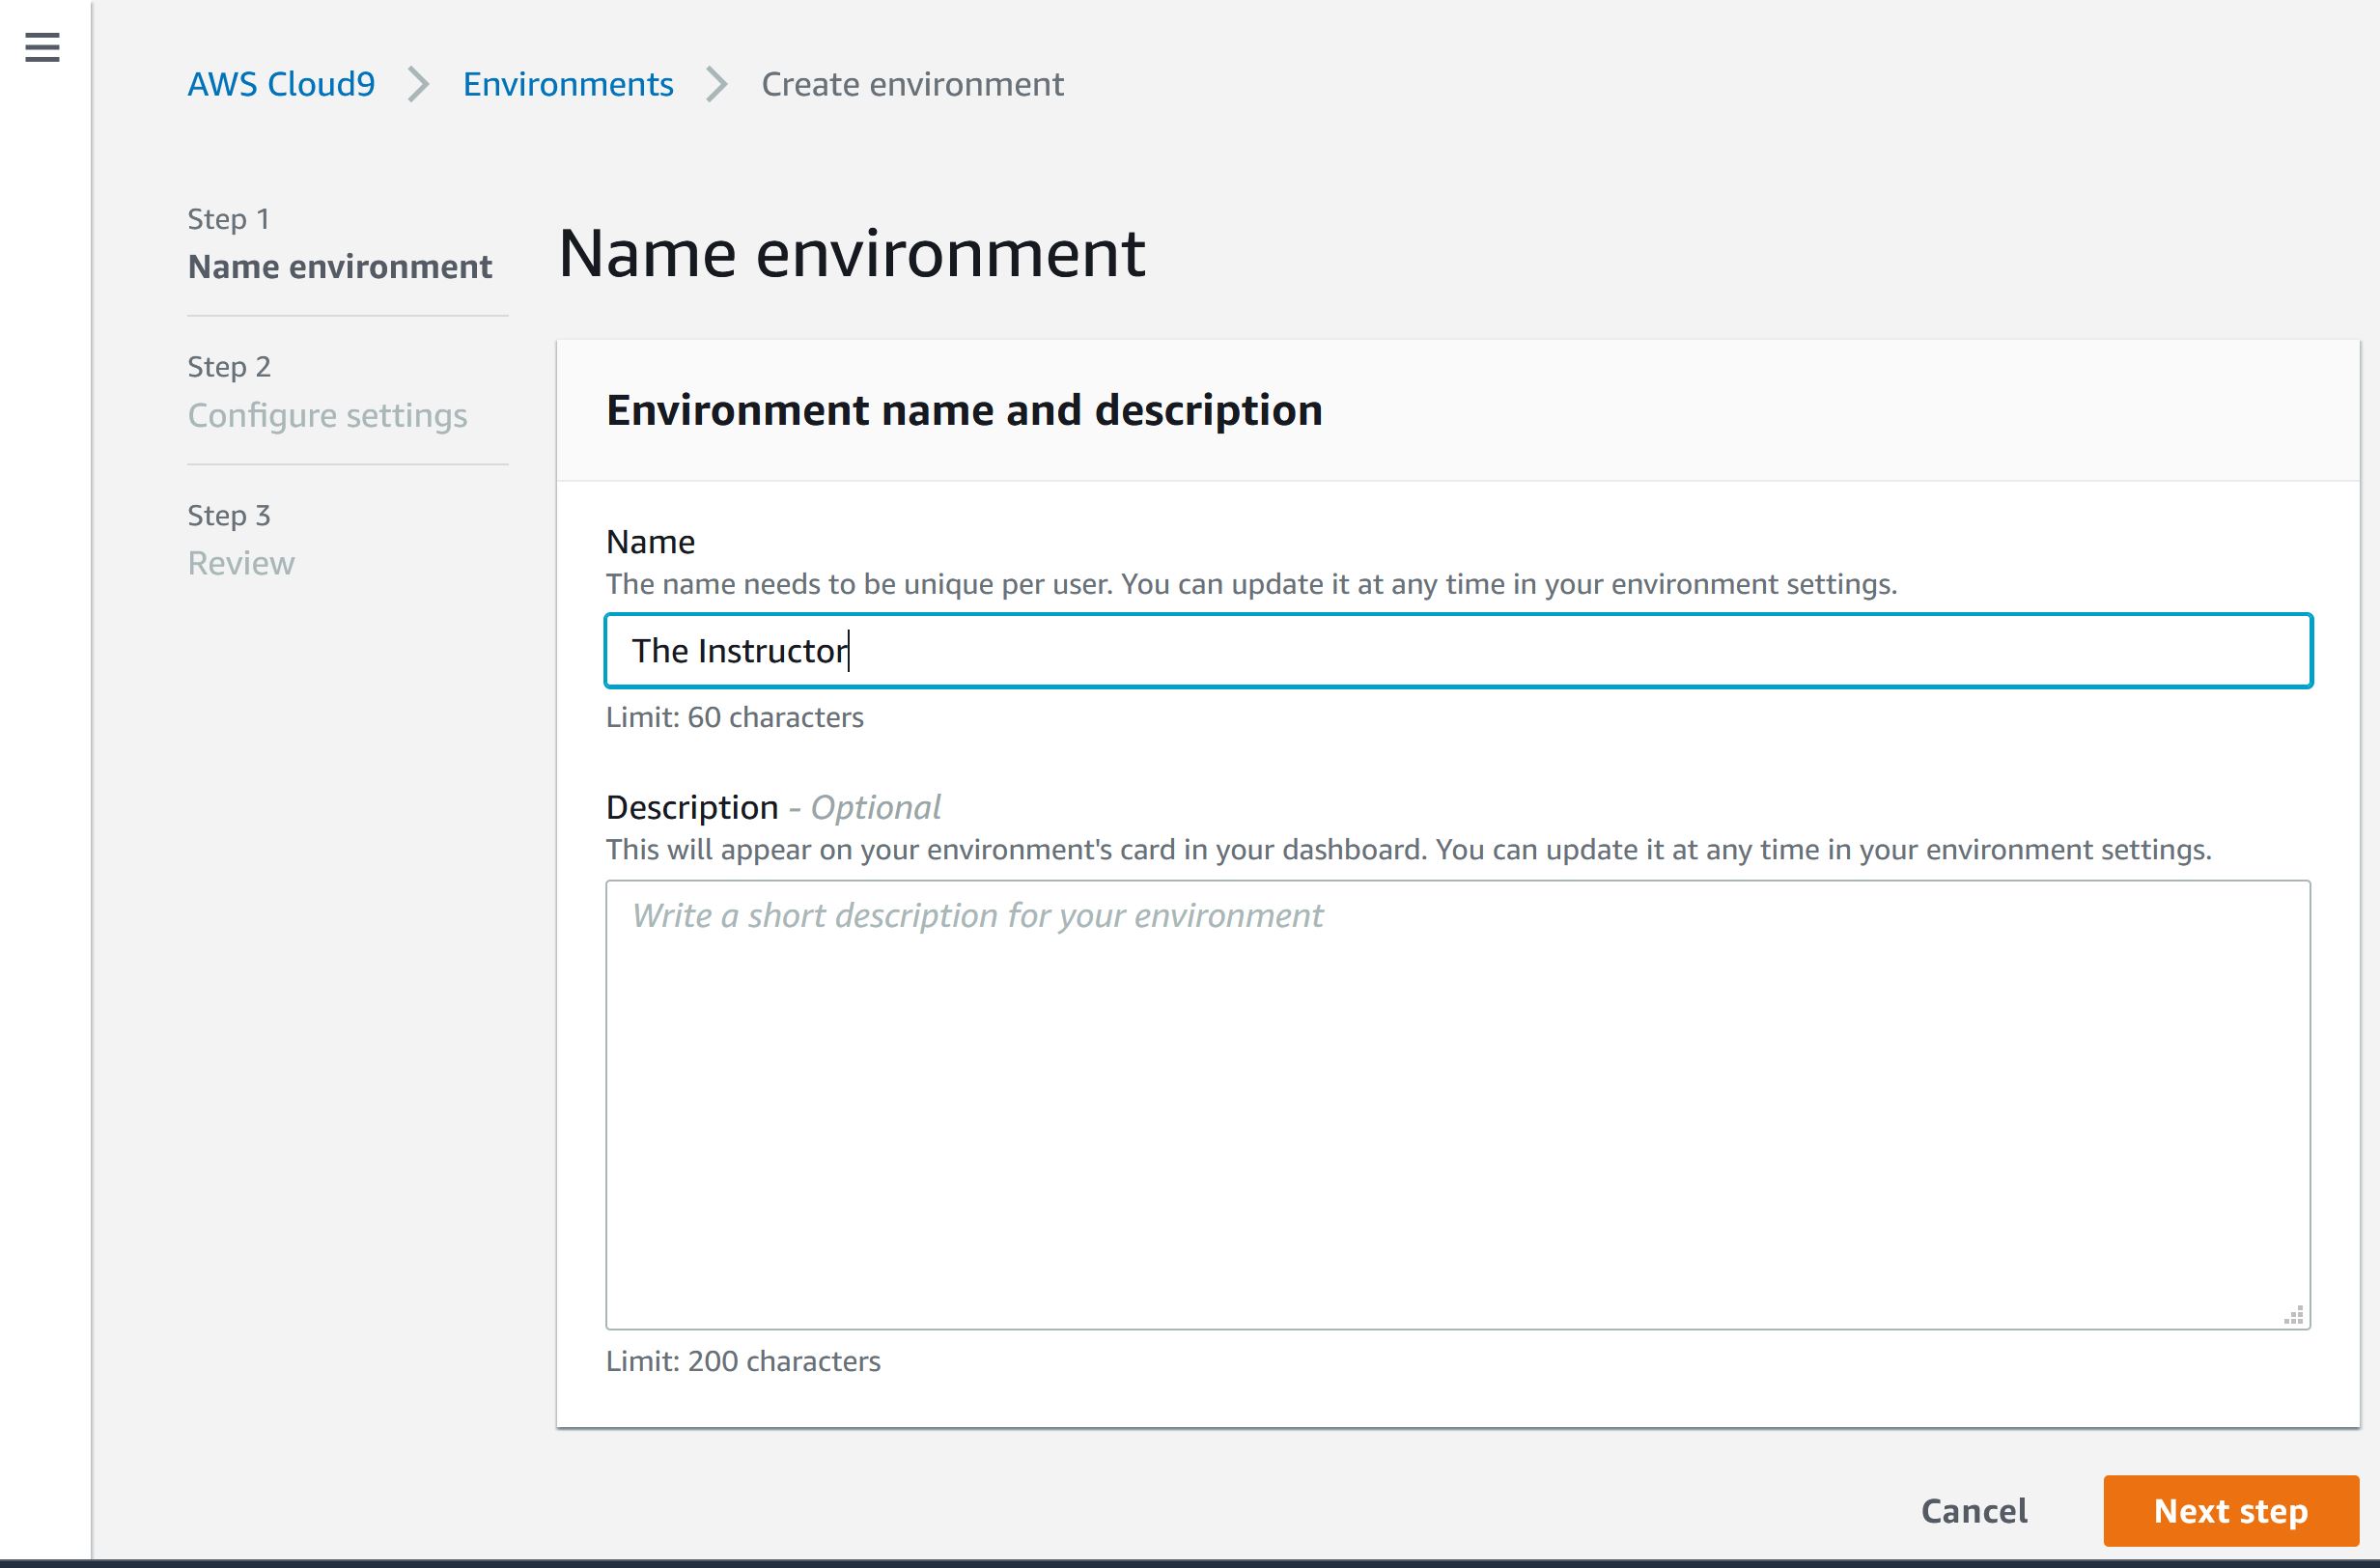 AWS Cloud9 > Environments > Create environment
Step 1
Name environment
Step 2
Configure settings
Step 3
Review
Name environment
Environment name and description
Name
The name needs to be unique per user. You can update it at any time in your environment settings.
The Instructor
Limit: 60 characters
Description - Optional
This will appear on your environment's card in your dashboard. You can update it at any time in your environment settings.
Write a short description for your environment
Limit: 200 characters
Cancel
Next step